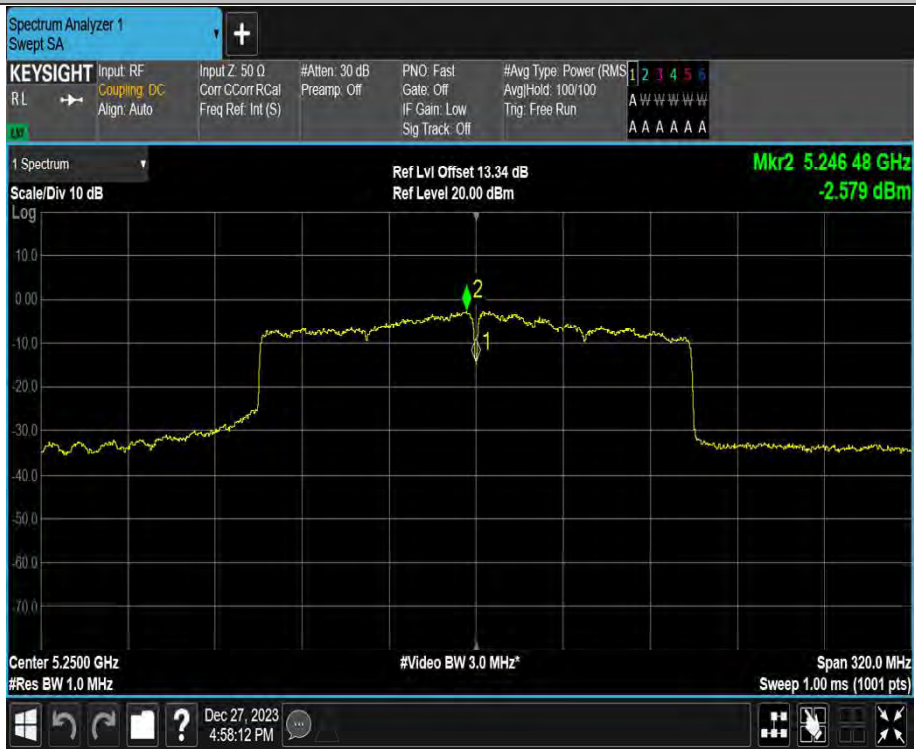 Spectrum Analyzer 1
Swept SA
+
KEYSIGHT
RL
Input: RF
Coupling: DC
Align: Auto
Input Z: 50 Ω
Corr CCorr RCal
Freq Ref: Int (S)
#Atten: 30 dB
Preamp: Off
PNO: Fast
Gate: Off
IF Gain: Low
Sig Track: Off
#Avg Type: Power (RMS
Avg|Hold: 100/100
Trig: Free Run
1 2 3 4 5 6
A W W W W W
A A A A A A
1 Spectrum
Scale/Div 10 dB
Log
Ref Lvl Offset 13.34 dB
Ref Level 20.00 dBm
Mkr2 5.246 48 GHz
-2.579 dBm
10.0
0.00
-10.0
-20.0
-30.0
-40.0
-50.0
-60.0
-70.0
2
1
Center 5.2500 GHz
#Res BW 1.0 MHz
#Video BW 3.0 MHz*
Span 320.0 MHz
Sweep 1.00 ms (1001 pts)
?
Dec 27, 2023
4:58:12 PM